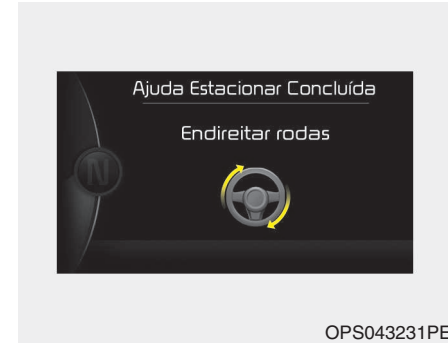 Ajuda Estacionar Concluída
Endireitar rodas
N
OPS043231PE